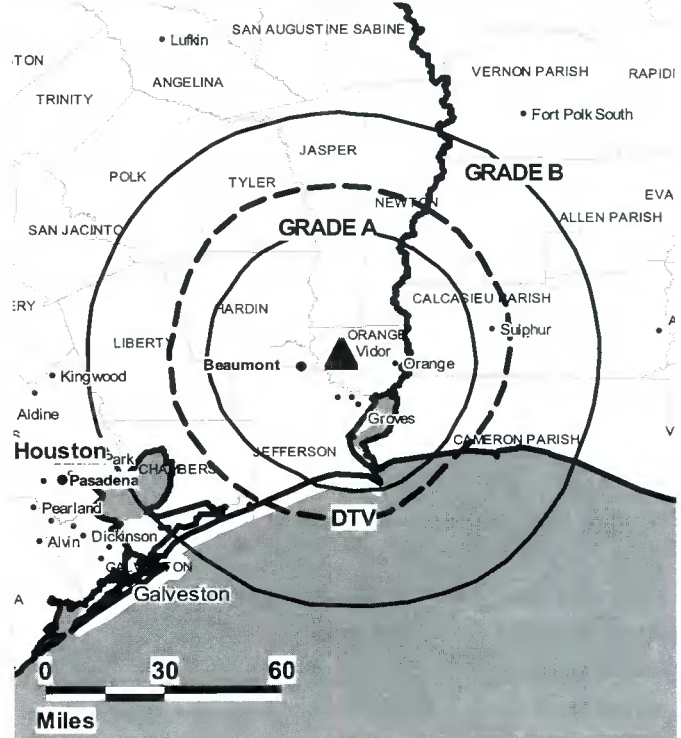 SAN AUGUSTINE SABINE
Lufkin
TON
VERNON PARISH
RAPIDI
ANGELINA
TRINITY
Fort Polk South
JASPER
POLK
GRADE B
TYLER
EVA
NEWTON
ALLEN PARISH
SAN JACINTO
GRADE A
ERY
HARDIN
CALCASIEU PARISH
A
ORANGE
Sulphur
LIBERTY
Vidor
Beaumont
Orange
Kingwood
Aldine
Groves
S
JEFFERSON
CAMERON PARISH
V
Houston
Park
CHAMBERS
Pasadena
Pearland
DTV
Alvin
Dickinson
GALVESTON
A
Galveston
0 30 60
Miles